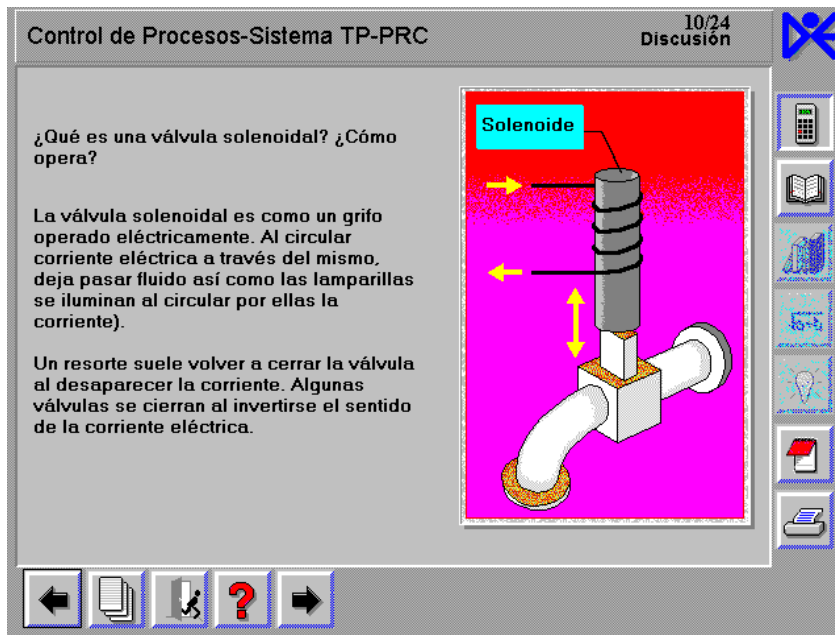 Control de Procesos-Sistema TP-PRC
10/24
Discusión
¿Qué es una válvula solenoidal? ¿Cómo
opera?
La válvula solenoidal es como un grifo
operado eléctricamente. Al circular
corriente eléctrica a través del mismo,
deja pasar fluido así como las lamparillas
se iluminan al circular por ellas la
corriente).
Un resorte suele volver a cerrar la válvula
al desaparecer la corriente. Algunas
válvulas se cierran al invertirse el sentido
de la corriente eléctrica.
Solenoide